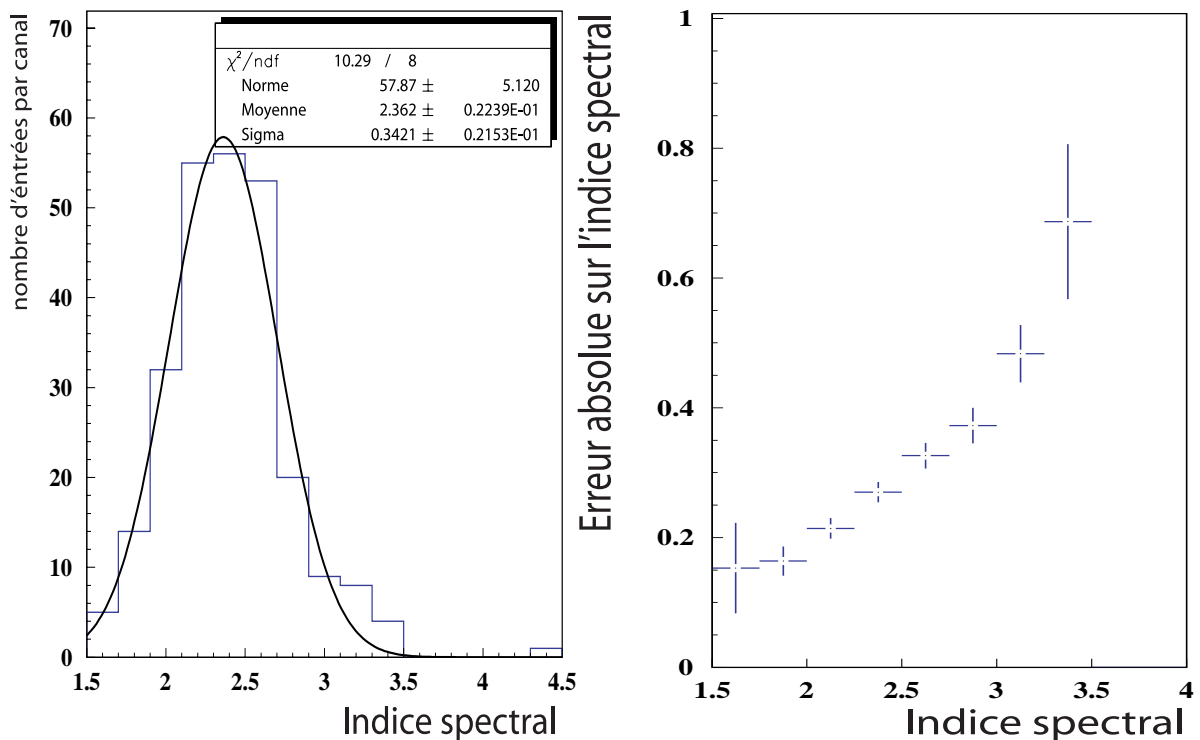 nombre d'éntrées par canal
70
60
50
40
30
20
10
0
χ²/ndf 10.29 / 8
Norme 57.87 ± 5.120
Moyenne 2.362 ± 0.2239E-01
Sigma 0.3421 ± 0.2153E-01
1.5 2 2.5 3 3.5 4 4.5
Indice spectral
Erreur absolue sur l'indice spectral
1
0.8
0.6
0.4
0.2
0
1.5 2 2.5 3 3.5 4
Indice spectral